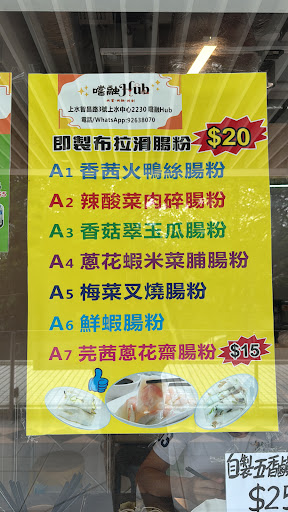 嚐融Hub
上水智昌路3號上水中心2230 嚐融Hub
電話/WhatsApp:92638070
即製布拉滑腸粉 $20
A1 香茜火鴨絲腸粉
A2 辣酸菜肉碎腸粉
A3 香菇翠玉瓜腸粉
A4 蔥花蝦米菜脯腸粉
A5 梅菜叉燒腸粉
A6 鮮蝦腸粉
A7 芫茜蔥花齋腸粉 $15
自製五香
$25